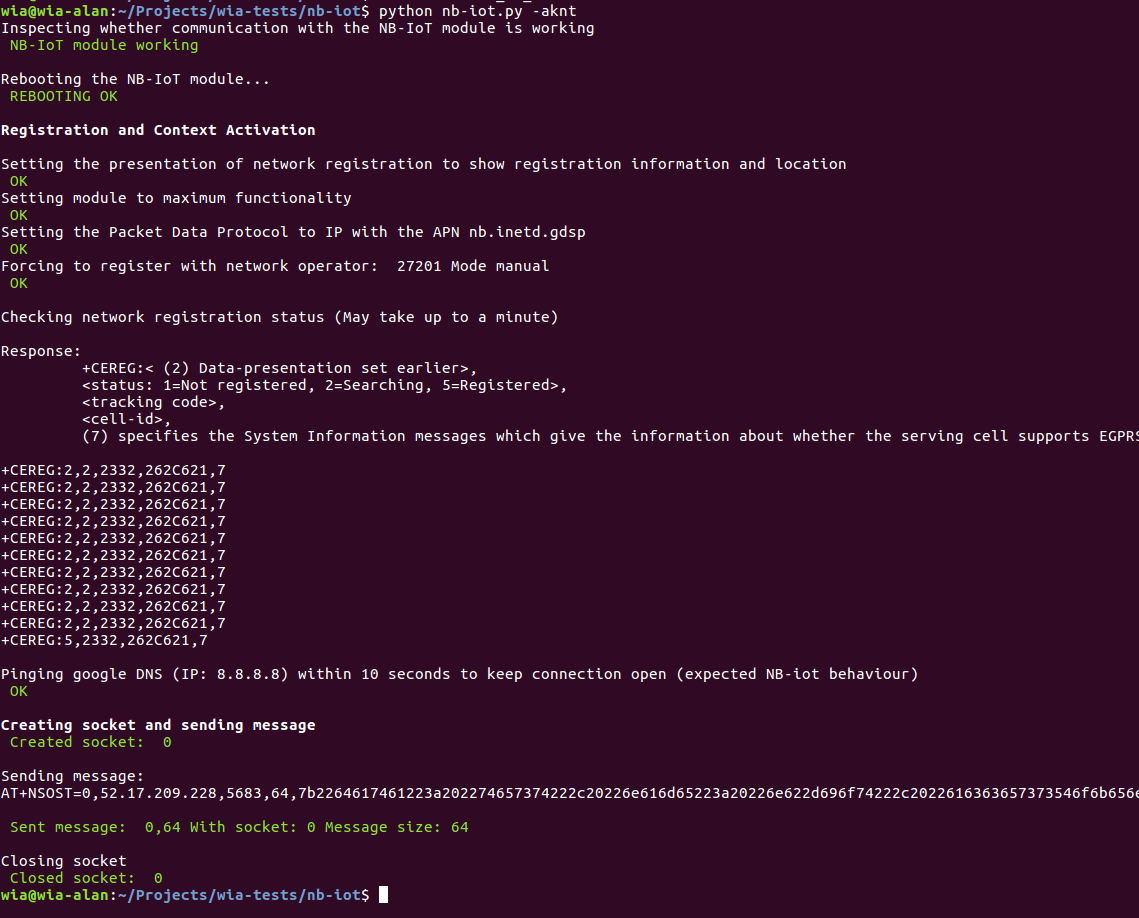 wia@wia-alan:~/Projects/wia-tests/nb-iot$ python nb-iot.py -aknt
Inspecting whether communication with the NB-IoT module is working
NB-IoT module working
Rebooting the NB-IoT module...
REBOOTING OK
Registration and Context Activation
Setting the presentation of network registration to show registration information and location
OK
Setting module to maximum functionality
OK
Setting the Packet Data Protocol to IP with the APN nb.inetd.gdsp
OK
Forcing to register with network operator:  27201 Mode manual
OK
Checking network registration status (May take up to a minute)
Response:
+CEREG:< (2) Data-presentation set earlier>,
<status: 1=Not registered, 2=Searching, 5=Registered>,
<tracking code>,
<cell-id>,
(7) specifies the System Information messages which give the information about whether the serving cell supports EGPRS
+CEREG:2,2,2332,262C621,7
+CEREG:2,2,2332,262C621,7
+CEREG:2,2,2332,262C621,7
+CEREG:2,2,2332,262C621,7
+CEREG:2,2,2332,262C621,7
+CEREG:2,2,2332,262C621,7
+CEREG:2,2,2332,262C621,7
+CEREG:2,2,2332,262C621,7
+CEREG:2,2,2332,262C621,7
+CEREG:2,2,2332,262C621,7
+CEREG:5,2332,262C621,7
Pinging google DNS (IP: 8.8.8.8) within 10 seconds to keep connection open (expected NB-iot behaviour)
OK
Creating socket and sending message
Created socket:  0
Sending message:
AT+NSOST=0,52.17.209.228,5683,64,7b2264617461223a202274657374222c20226e616d65223a20226e622d696f74222c2022616363657373546f6b656e
Sent message:  0,64 With socket: 0 Message size: 64
Closing socket
Closed socket:  0
wia@wia-alan:~/Projects/wia-tests/nb-iot$